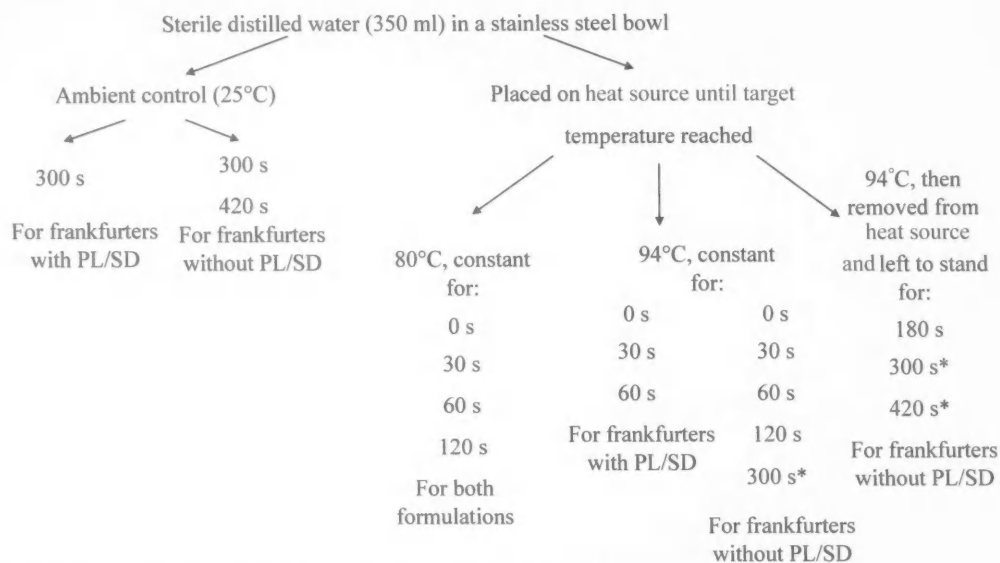 Sterile distilled water (350 ml) in a stainless steel bowl
Ambient control (25°C)
300 s
For frankfurters
with PL/SD
300 s
420 s
For frankfurters
without PL/SD
Placed on heat source until target
temperature reached
80°C, constant
for:
0 s
30 s
60 s
120 s
For both
formulations
94°C, constant
for:
0 s
30 s
60 s
For frankfurters
with PL/SD
0 s
30 s
60 s
120 s
300 s*
For frankfurters
without PL/SD
94°C, then
removed from
heat source
and left to stand
for:
180 s
300 s*
420 s*
For frankfurters
without PL/SD